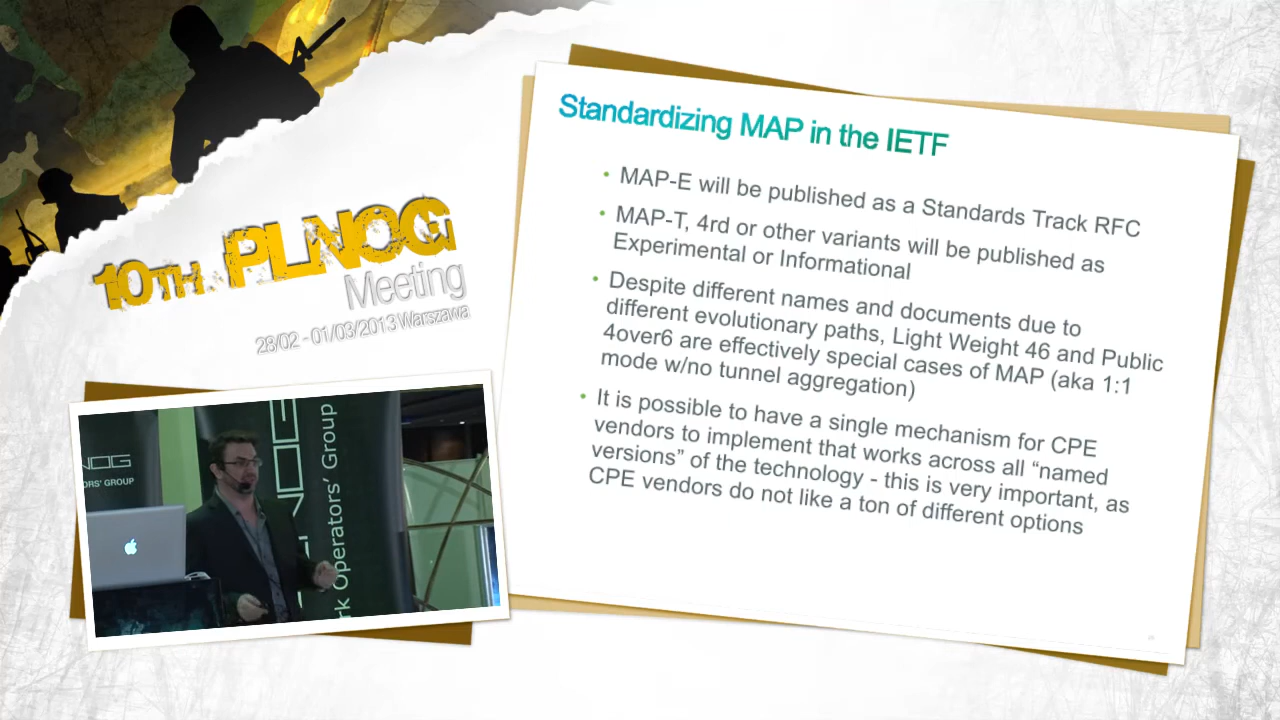 10TH PLNOG
Meeting
28/02 - 01/03/2013 Warszawa
Standardizing MAP in the IETF
• MAP-E will be published as a Standards Track RFC
• MAP-T, 4rd or other variants will be published as
Experimental or Informational
• Despite different names and documents due to
different evolutionary paths, Light Weight 46 and Public
4over6 are effectively special cases of MAP (aka 1:1
mode w/no tunnel aggregation)
• It is possible to have a single mechanism for CPE
vendors to implement that works across all “named
versions” of the technology - this is very important, as
CPE vendors do not like a ton of different options
NOG
ORS' GROUP
NOG
rk Operators' Group